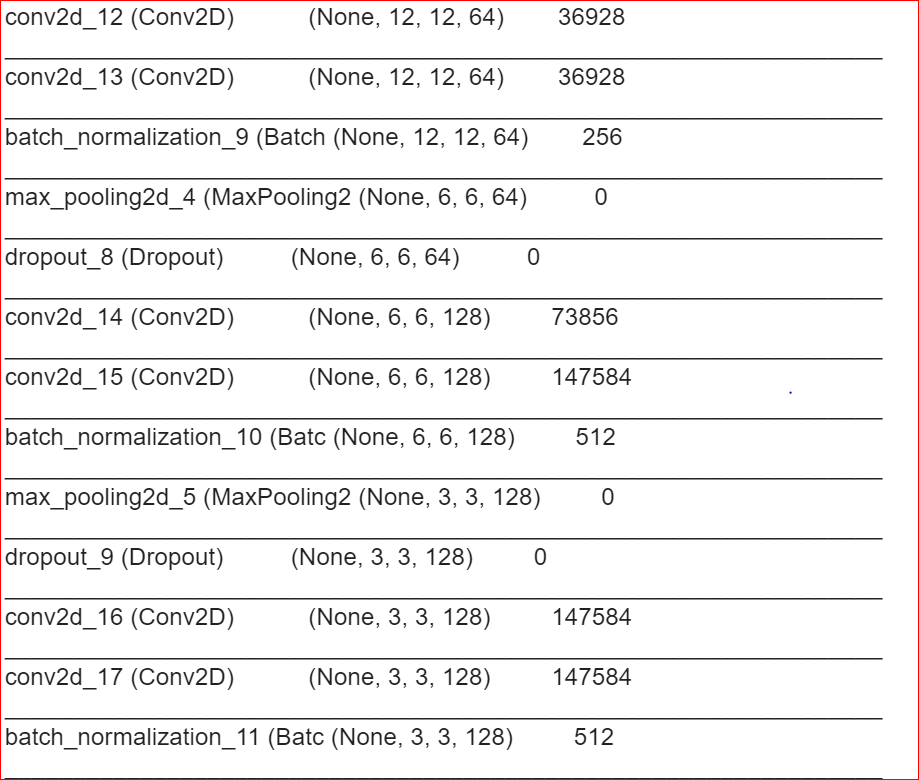 conv2d_12 (Conv2D) (None, 12, 12, 64) 36928
conv2d_13 (Conv2D) (None, 12, 12, 64) 36928
batch_normalization_9 (Batch (None, 12, 12, 64) 256
max_pooling2d_4 (MaxPooling2 (None, 6, 6, 64) 0
dropout_8 (Dropout) (None, 6, 6, 64) 0
conv2d_14 (Conv2D) (None, 6, 6, 128) 73856
conv2d_15 (Conv2D) (None, 6, 6, 128) 147584
batch_normalization_10 (Batc (None, 6, 6, 128) 512
max_pooling2d_5 (MaxPooling2 (None, 3, 3, 128) 0
dropout_9 (Dropout) (None, 3, 3, 128) 0
conv2d_16 (Conv2D) (None, 3, 3, 128) 147584
conv2d_17 (Conv2D) (None, 3, 3, 128) 147584
batch_normalization_11 (Batc (None, 3, 3, 128) 512